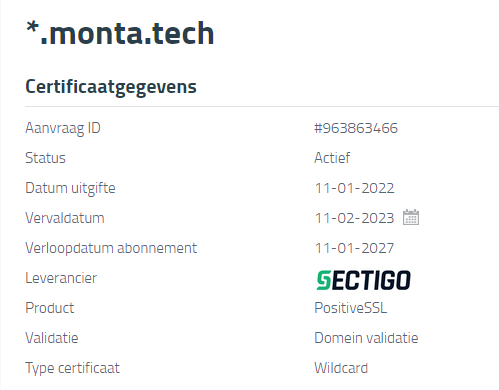 *.monta.tech
Certificaatgegevens
Aanvraag ID #963863466
Status Actief
Datum uitgifte 11-01-2022
Vervaldatum 11-02-2023
Verloopdatum abonnement 11-01-2027
Leverancier SECTIGO
Product PositiveSSL
Validatie Domein validatie
Type certificaat Wildcard